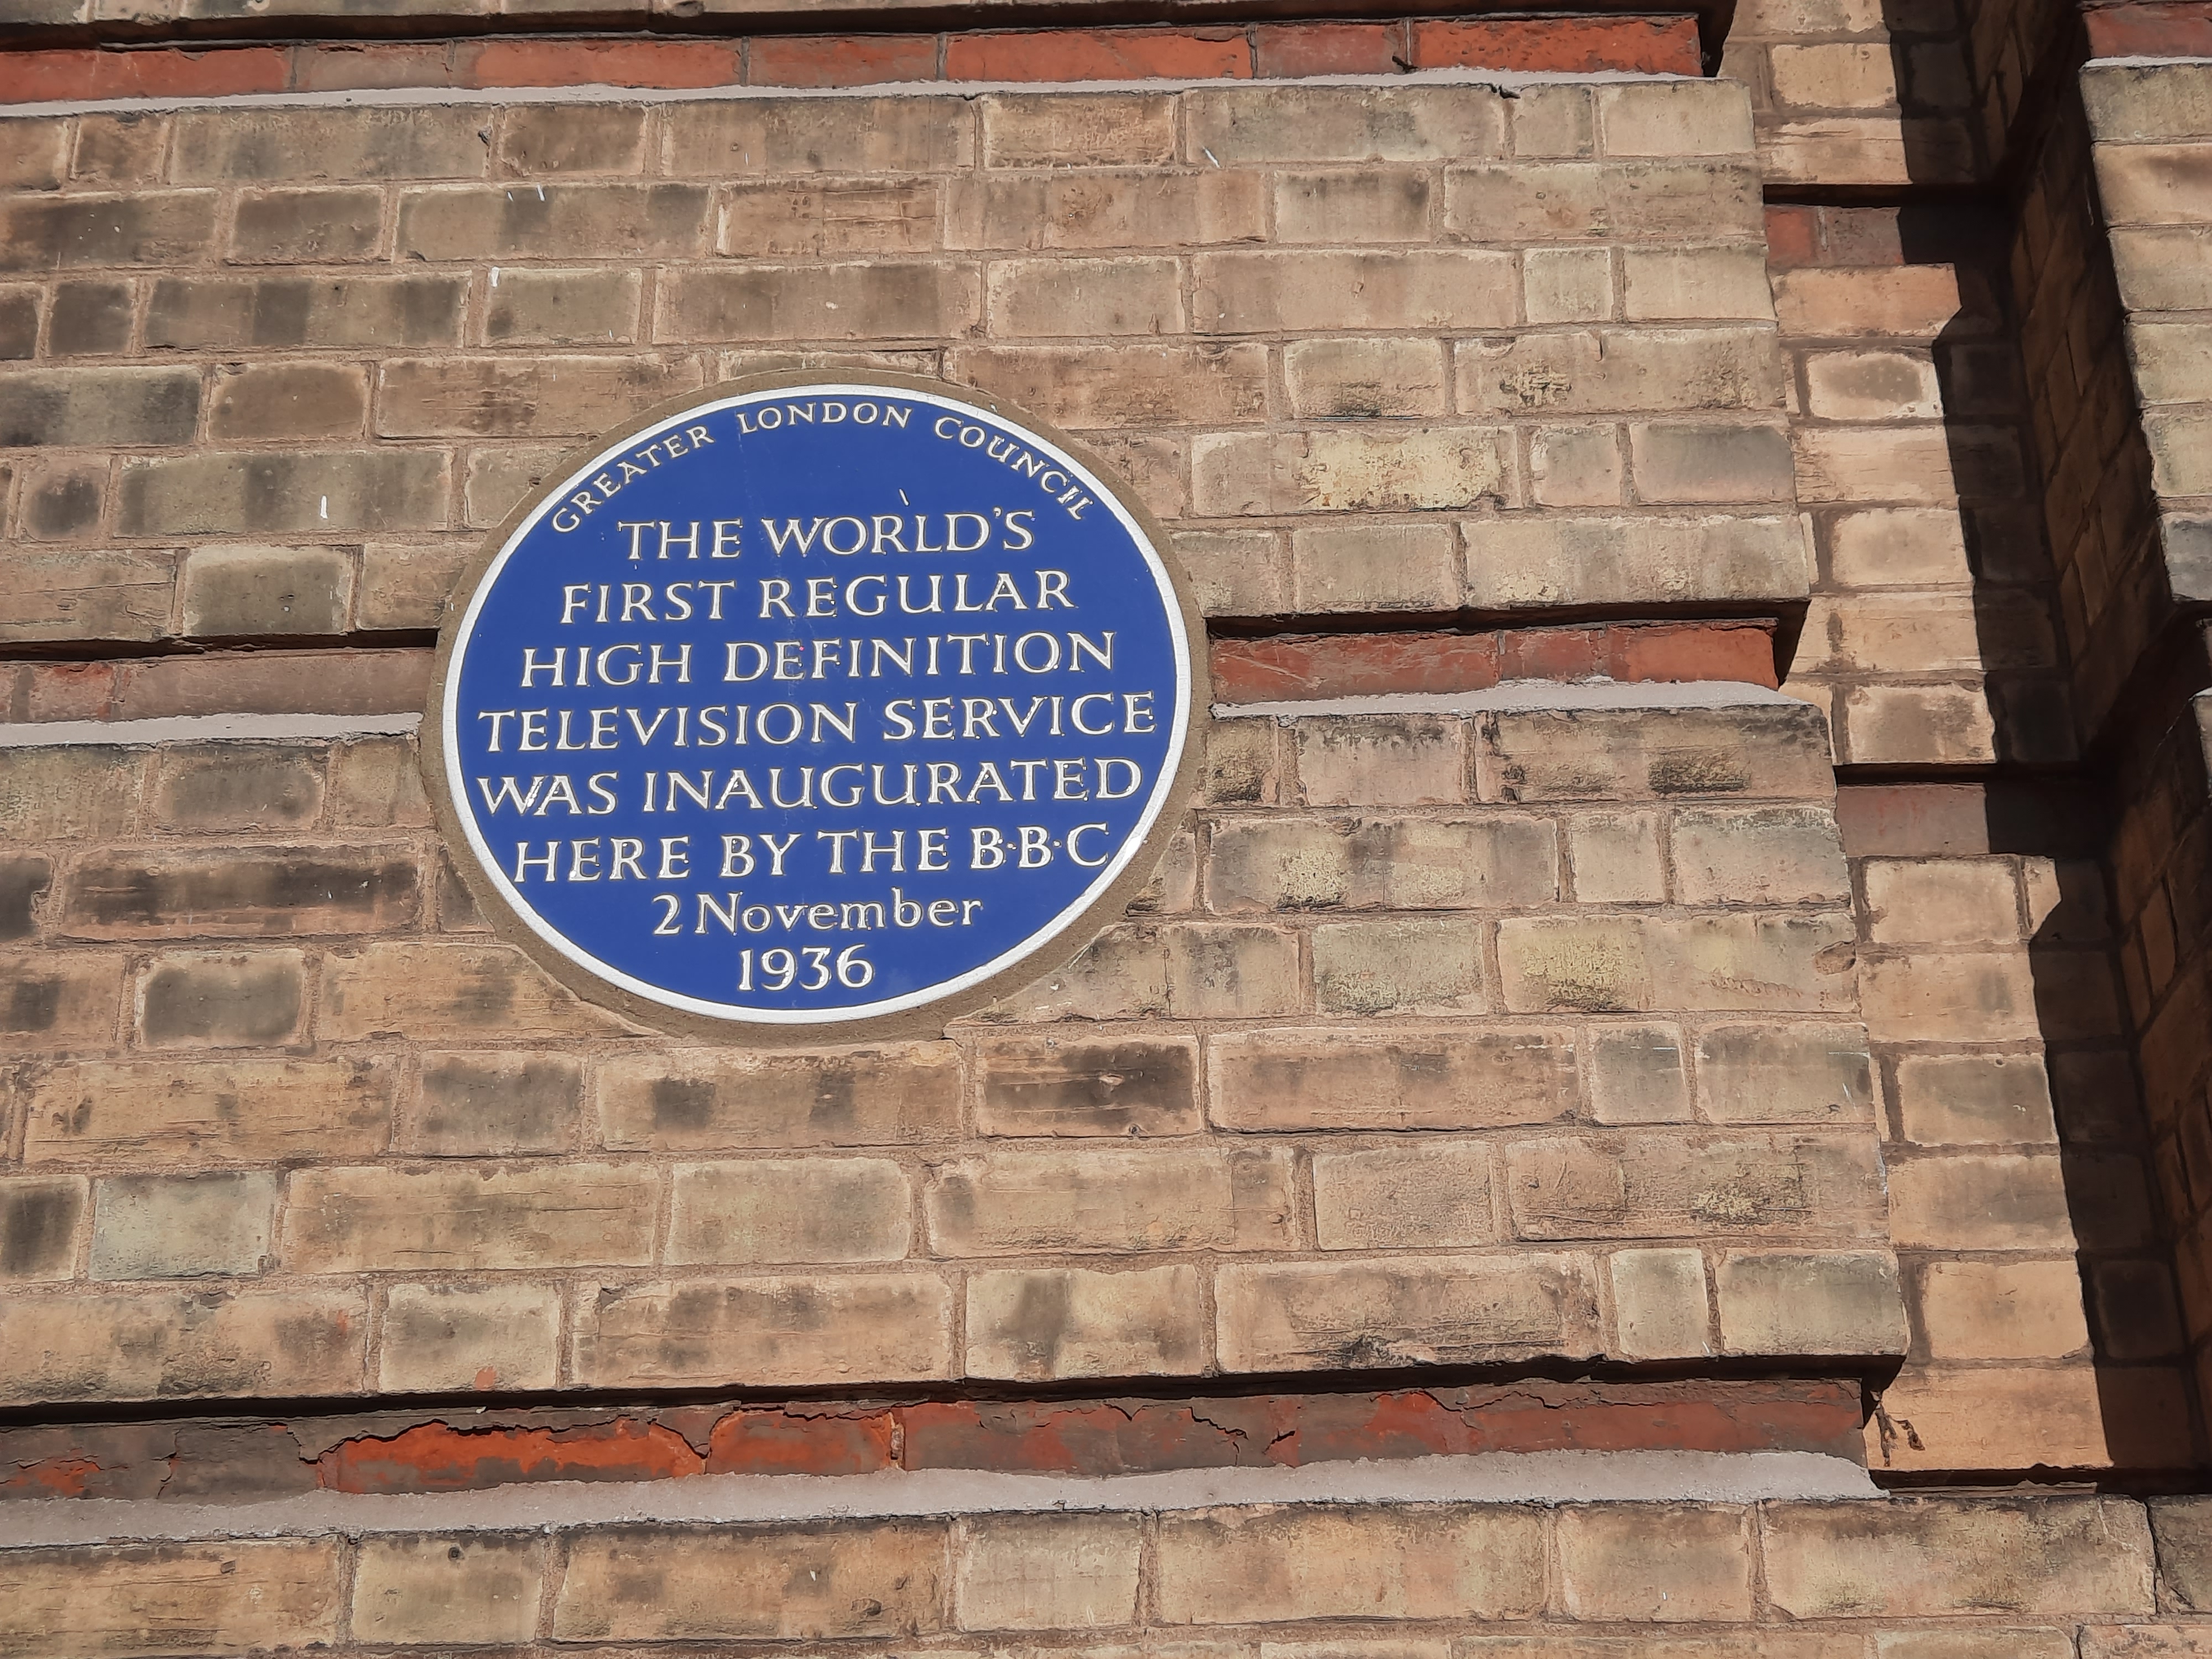 GREATER LONDON COUNCIL
THE WORLD'S
FIRST REGULAR
HIGH DEFINITION
TELEVISION SERVICE
WAS INAUGURATED
HERE BY THE B·B·C
2 November
1936